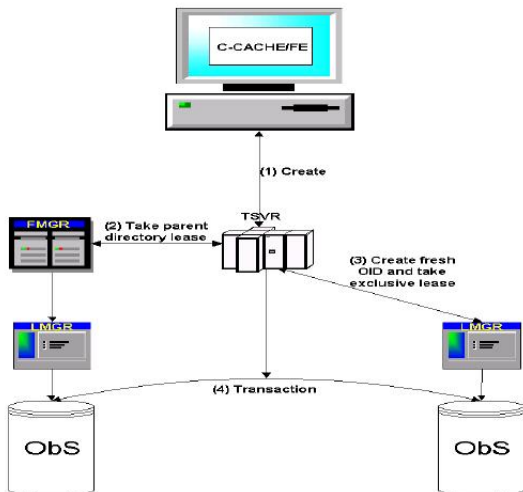 C-CACHE/FE
(1) Create
TSVR
FMGR
(2) Take parent
directory lease
(3) Create fresh
OID and take
exclusive lease
LMGR
LMGR
(4) Transaction
ObS
ObS